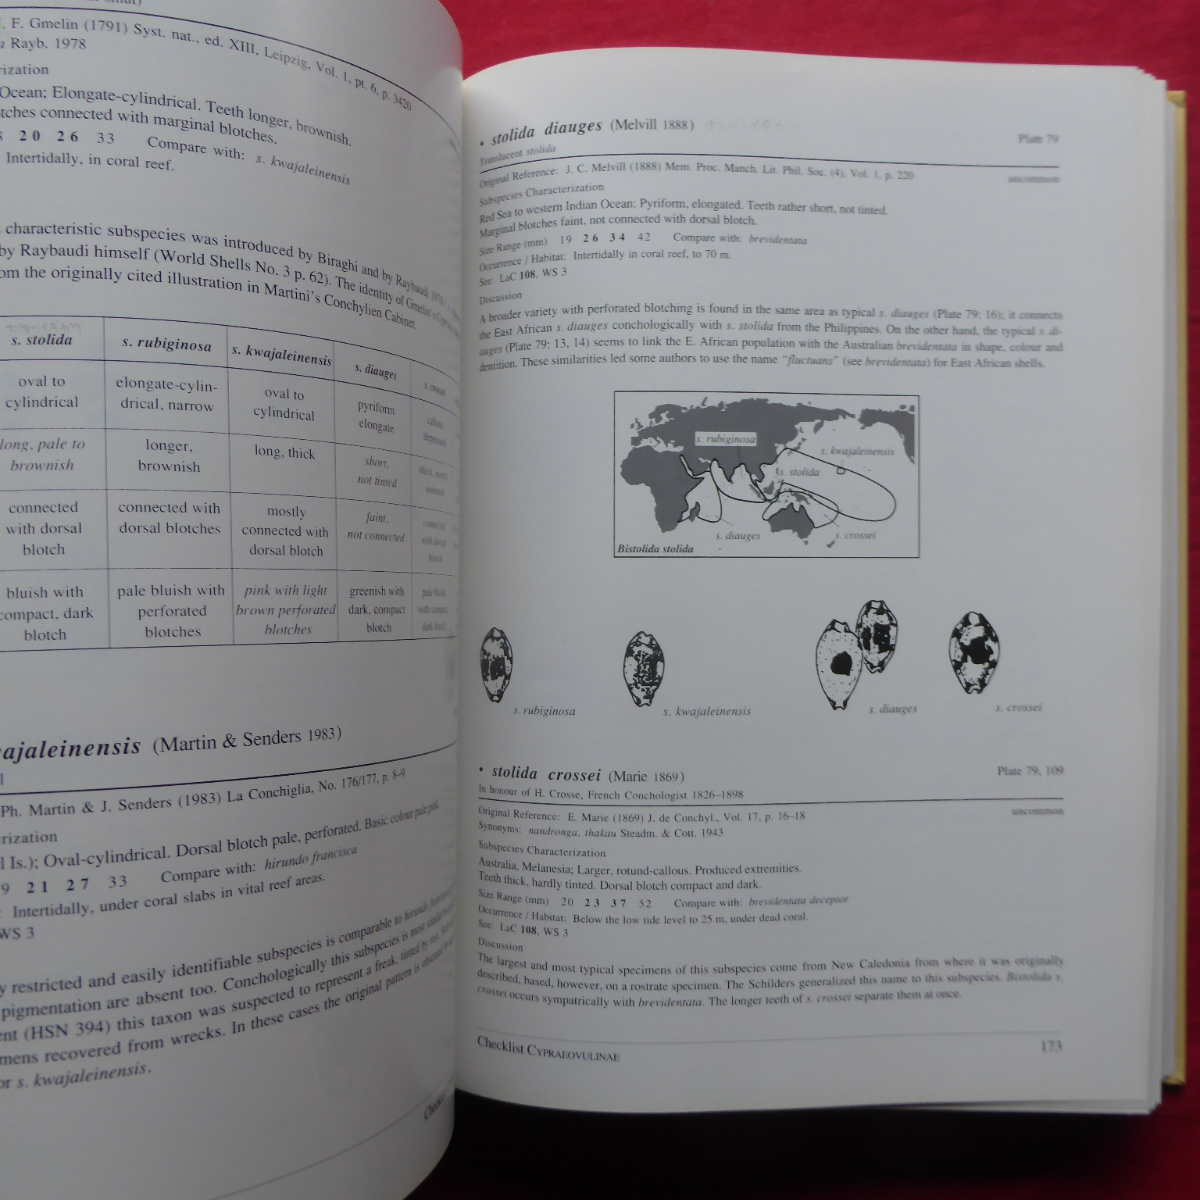 . F. Gmelin (1791) Syst. nat., ed. XIII, Leipzig, Vol. 1, pt. 6, p. 3420
Rayb. 1978
ization
Ocean; Elongate-cylindrical. Teeth longer, brownish.
tches connected with marginal blotches.
20 26 33 Compare with: s. kwajaleinensis
Intertidally, in coral reef.
characteristic subspecies was introduced by Biraghi and by Raybaudi
by Raybaudi himself (World Shells No. 3 p. 62). The identity of Gmelin's
om the originally cited illustration in Martini's Conchylien Cabinet.
s. stolida s. rubiginosa s. kwajaleinensis s. diauges s. crossei
oval to elongate-cylin- oval to pyriform callous
cylindrical drical, narrow cylindrical elongate
long, pale to longer, long, thick short,
brownish brownish not tinted
connected connected with mostly faint,
with dorsal dorsal blotches connected with not connected
blotch dorsal blotch
bluish with pale bluish with pink with light greenish with
compact, dark perforated brown perforated dark, compact
blotch blotches blotches blotch
ajaleinensis (Martin & Senders 1983)
Ph. Martin & J. Senders (1983) La Conchiglia, No. 176/177, p. 8–9
rization
l Is.); Oval-cylindrical. Dorsal blotch pale, perforated. Basic colour pale pink.
9 21 27 33 Compare with: hirundo francisca
: Intertidally, under coral slabs in vital reef areas.
WS 3
y restricted and easily identifiable subspecies is comparable to hirundo
pigmentation are absent too. Conchologically this subspecies is most similar
ent (HSN 394) this taxon was suspected to represent a freak, tinted by
mens recovered from wrecks. In these cases the original pattern is
or s. kwajaleinensis.
• stolida diauges (Melvill 1888) Plate 79
Translucent stolida
Original Reference: J. C. Melvill (1888) Mem. Proc. Manch. Lit. Phil. Soc. (4), Vol. 1, p. 220 uncommon
Subspecies Characterization
Red Sea to western Indian Ocean; Pyriform, elongated. Teeth rather short, not tinted.
Marginal blotches faint, not connected with dorsal blotch.
Size Range (mm) 19 26 34 42 Compare with: brevidentata
Occurrence / Habitat: Intertidally in coral reef, to 70 m.
See: LaC 108, WS 3
Discussion
A broader variety with perforated blotching is found in the same area as typical s. diauges (Plate 79: 16); it connects
the East African s. diauges conchologically with s. stolida from the Philippines. On the other hand, the typical s. di-
auges (Plate 79: 13, 14) seems to link the E. African population with the Australian brevidentata in shape, colour and
dentition. These similarities led some authors to use the name "fluctuans" (see brevidentata) for East African shells.
s. rubiginosa
s. kwajaleinensis
s. stolida
s. diauges
s. crossei
Bistolida stolida
s. rubiginosa s. kwajaleinensis s. diauges s. crossei
• stolida crossei (Marie 1869) Plate 79, 109
In honour of H. Crosse, French Conchologist 1826–1898
Original Reference: E. Marie (1869) J. de Conchyl., Vol. 17, p. 16–18 uncommon
Synonyms: nandronga, thakau Steadm. & Cott. 1943
Subspecies Characterization
Australia, Melanesia; Larger, rotund-callous. Produced extremities.
Teeth thick, hardly tinted. Dorsal blotch compact and dark.
Size Range (mm) 20 23 37 52 Compare with: brevidentata deceptor
Occurrence / Habitat: Below the low tide level to 25 m, under dead coral.
See: LaC 108, WS 3
Discussion
The largest and most typical specimens of this subspecies come from New Caledonia from where it was originally
described, based, however, on a rostrate specimen. The Schilders generalized this name to this subspecies. Bistolida s.
crossei occurs sympatrically with brevidentata. The longer teeth of s. crossei separate them at once.
Checklist CYPRAEOVULINAE 173